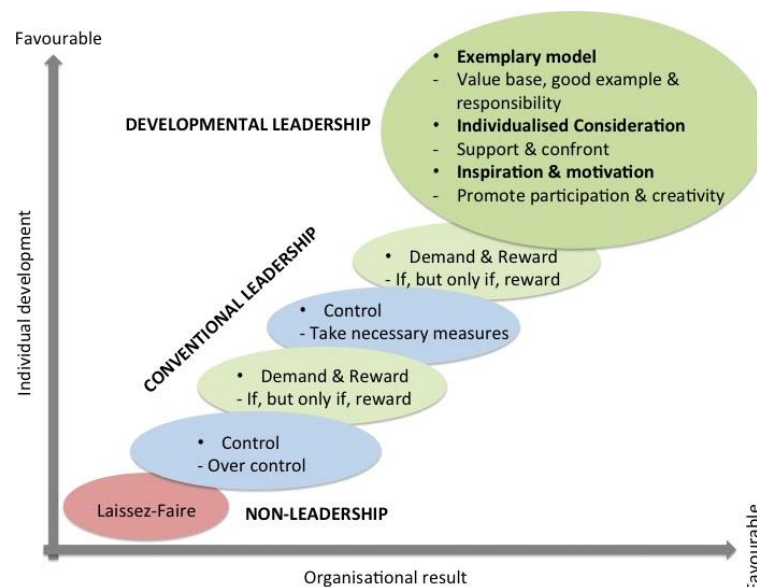 Favourable
• Exemplary model
- Value base, good example &
responsibility
• Individualised Consideration
- Support & confront
• Inspiration & motivation
- Promote participation & creativity
DEVELOPMENTAL LEADERSHIP
• Demand & Reward
- If, but only if, reward
CONVENTIONAL LEADERSHIP
• Control
- Take necessary measures
• Demand & Reward
- If, but only if, reward
• Control
- Over control
Laissez-Faire
NON-LEADERSHIP
Individual development
Organisational result
Favourable